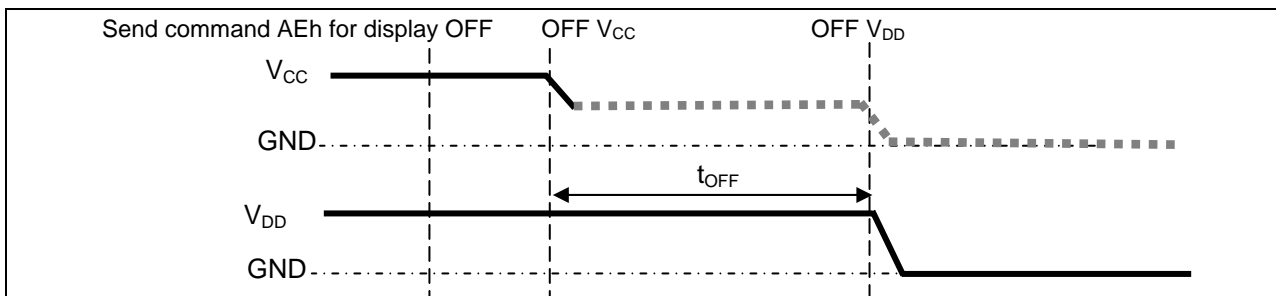 Send command AEh for display OFF OFF VCC OFF VDD
VCC
GND
tOFF
VDD
GND